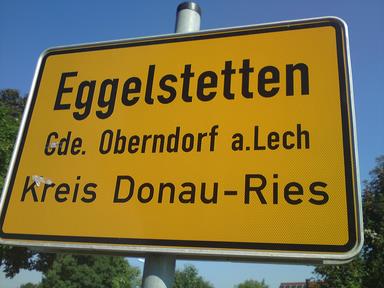 Eggelstetten
Gde. Oberndorf a.Lech
Kreis Donau-Ries